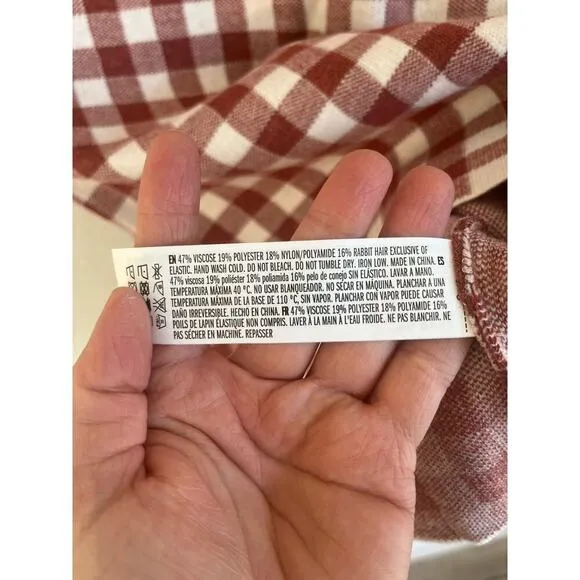 EN 47% VISCOSE 19% POLYESTER 18% NYLON/POLYAMIDE 16% RABBIT HAIR EXCLUSIVE OF
ELASTIC. HAND WASH COLD. DO NOT BLEACH. DO NOT TUMBLE DRY. IRON LOW. MADE IN CHINA. ES
47% viscosa 19% poliéster 18% poliamida 16% pelo de conejo SIN ELÁSTICO. LAVAR A MANO.
TEMPERATURA MÁXIMA 40 °C. NO USAR BLANQUEADOR. NO SECAR EN MÁQUINA. PLANCHAR A UNA
TEMPERATURA MÁXIMA DE LA BASE DE 110 °C, SIN VAPOR. PLANCHAR CON VAPOR PUEDE CAUSAR
DAÑO IRREVERSIBLE. HECHO EN CHINA. FR 47% VISCOSE 19% POLYESTER 18% POLYAMIDE 16%
POILS DE LAPIN ÉLASTIQUE NON COMPRIS. LAVER À LA MAIN À L'EAU FROIDE. NE PAS BLANCHIR. NE
PAS SÉCHER EN MACHINE. REPASSER